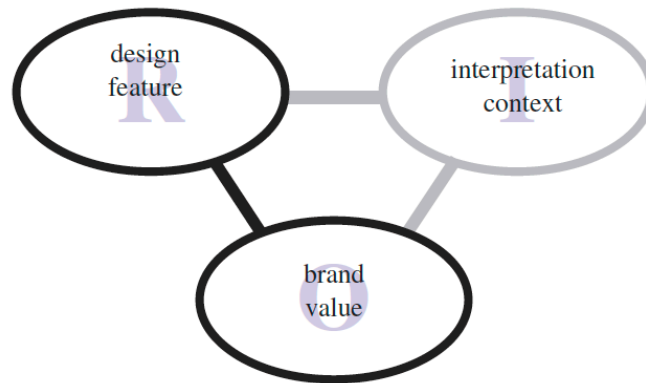 design
feature
R
interpretation
context
I
brand
value
O